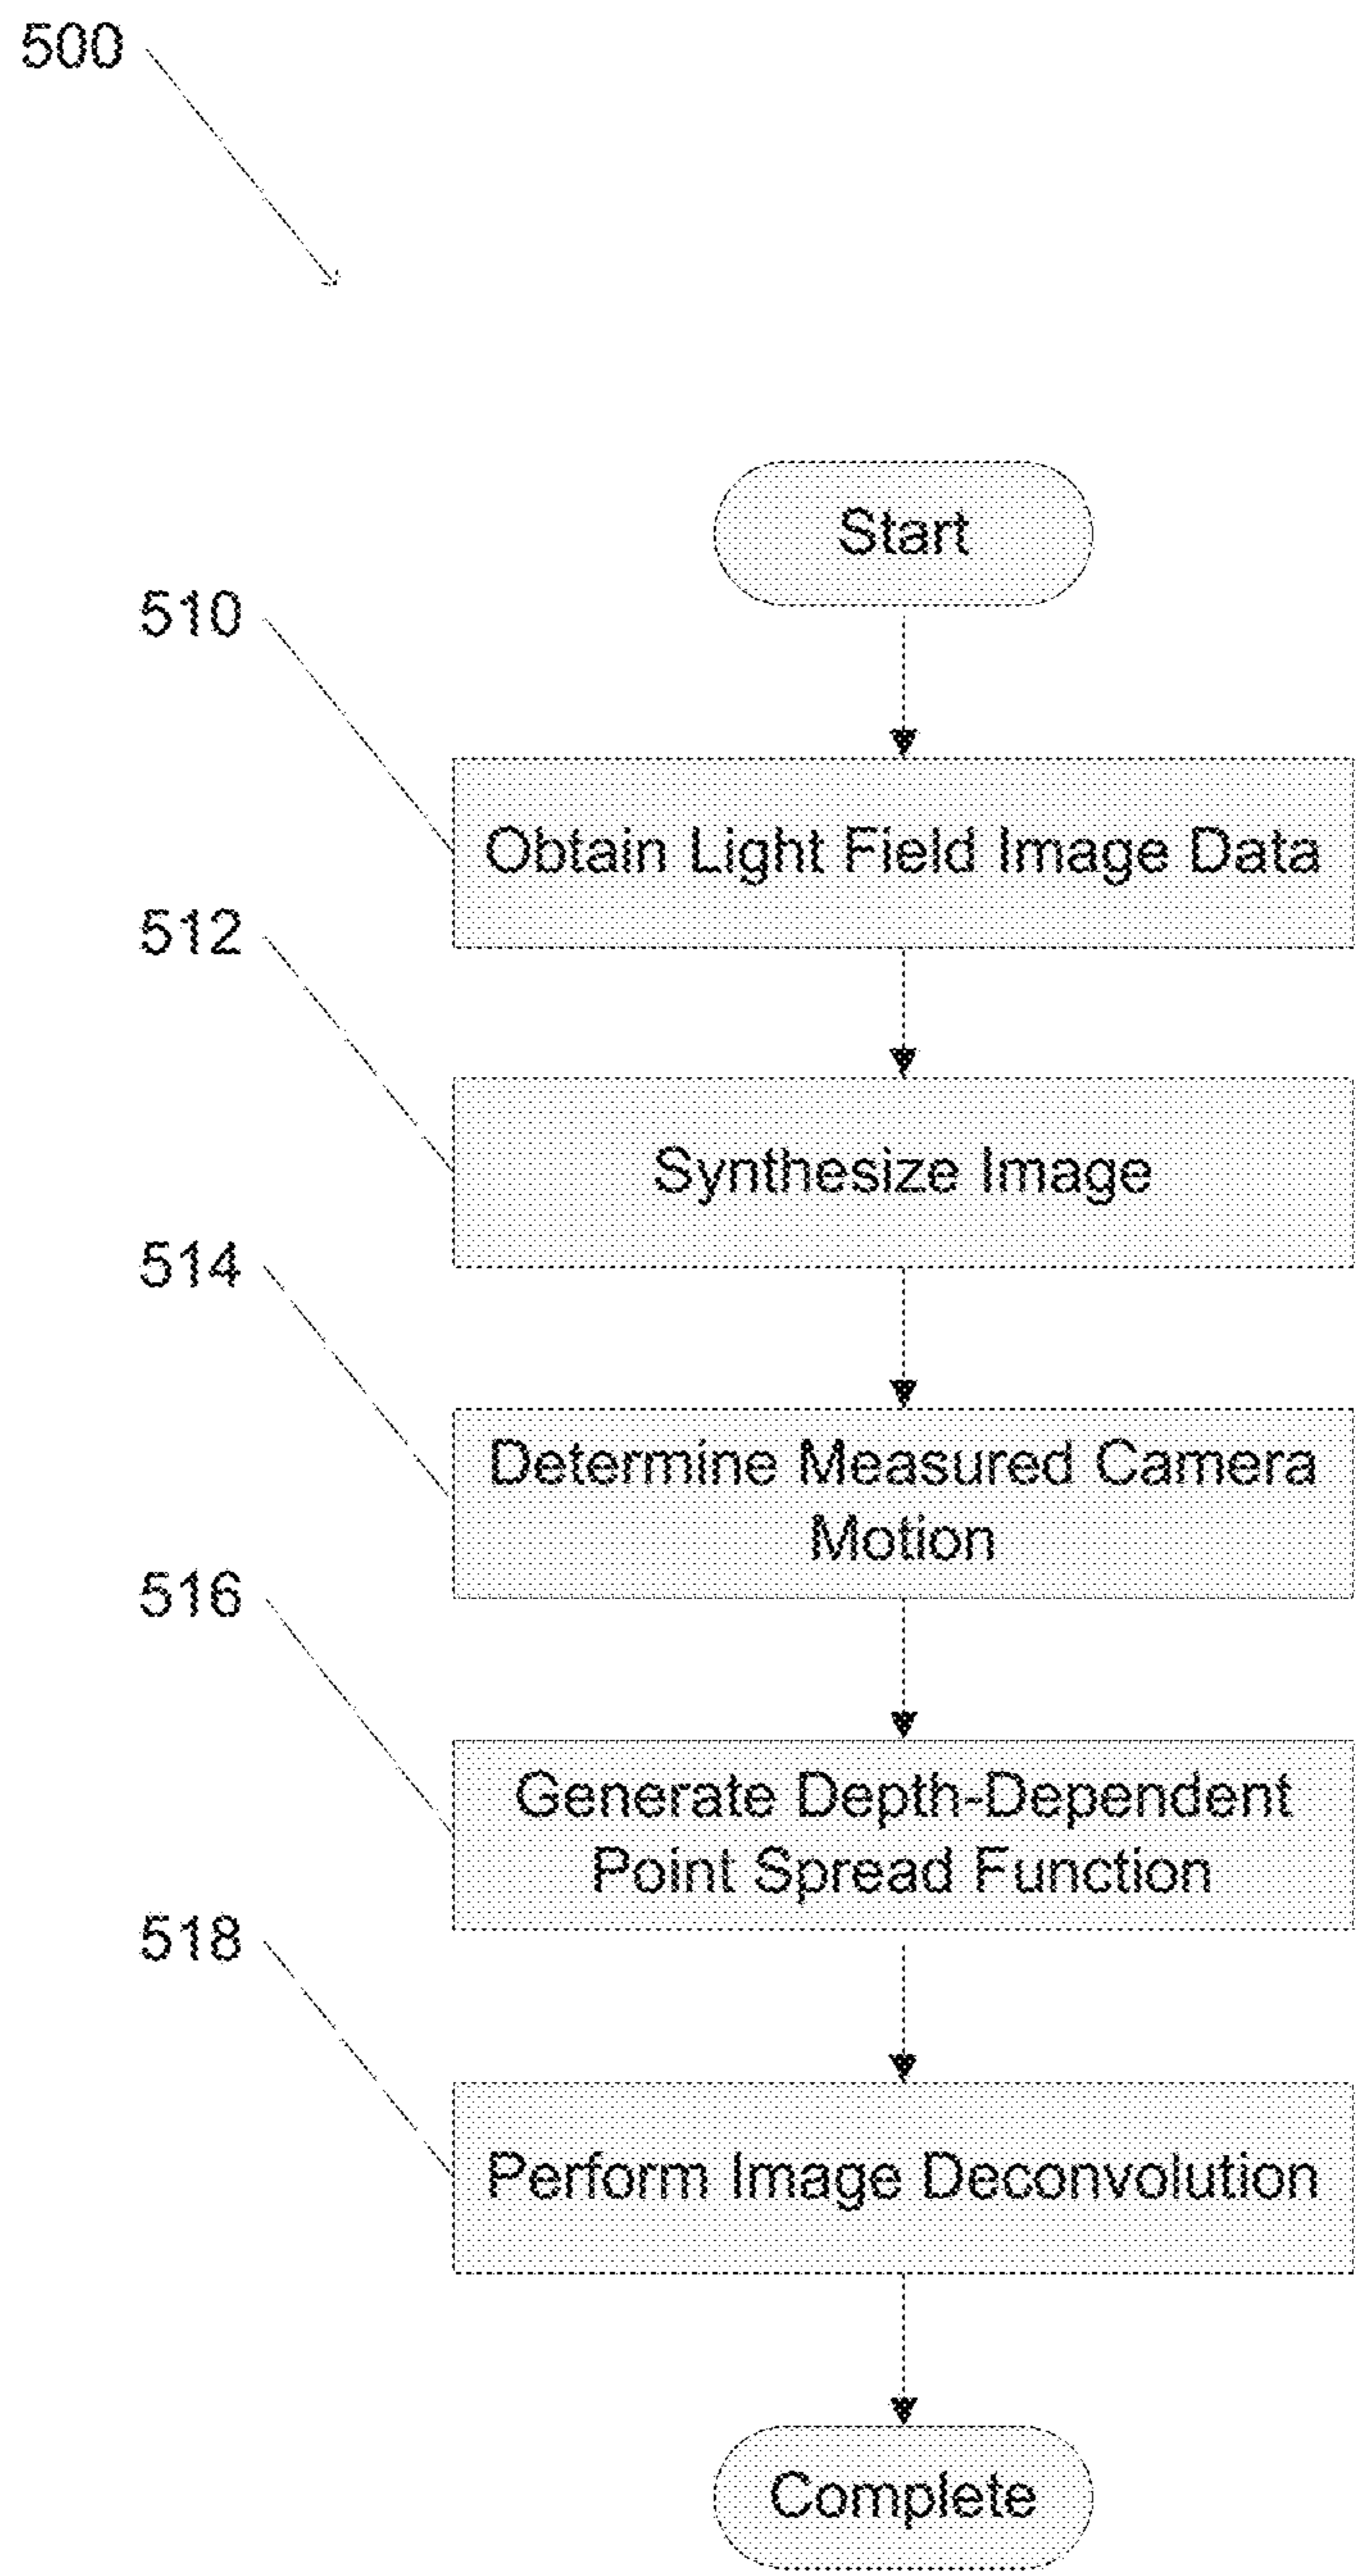 500
Start
510
Obtain Light Field Image Data
512
Synthesize Image
514
Determine Measured Camera
Motion
516
Generate Depth-Dependent
Point Spread Function
518
Perform Image Deconvolution
Complete